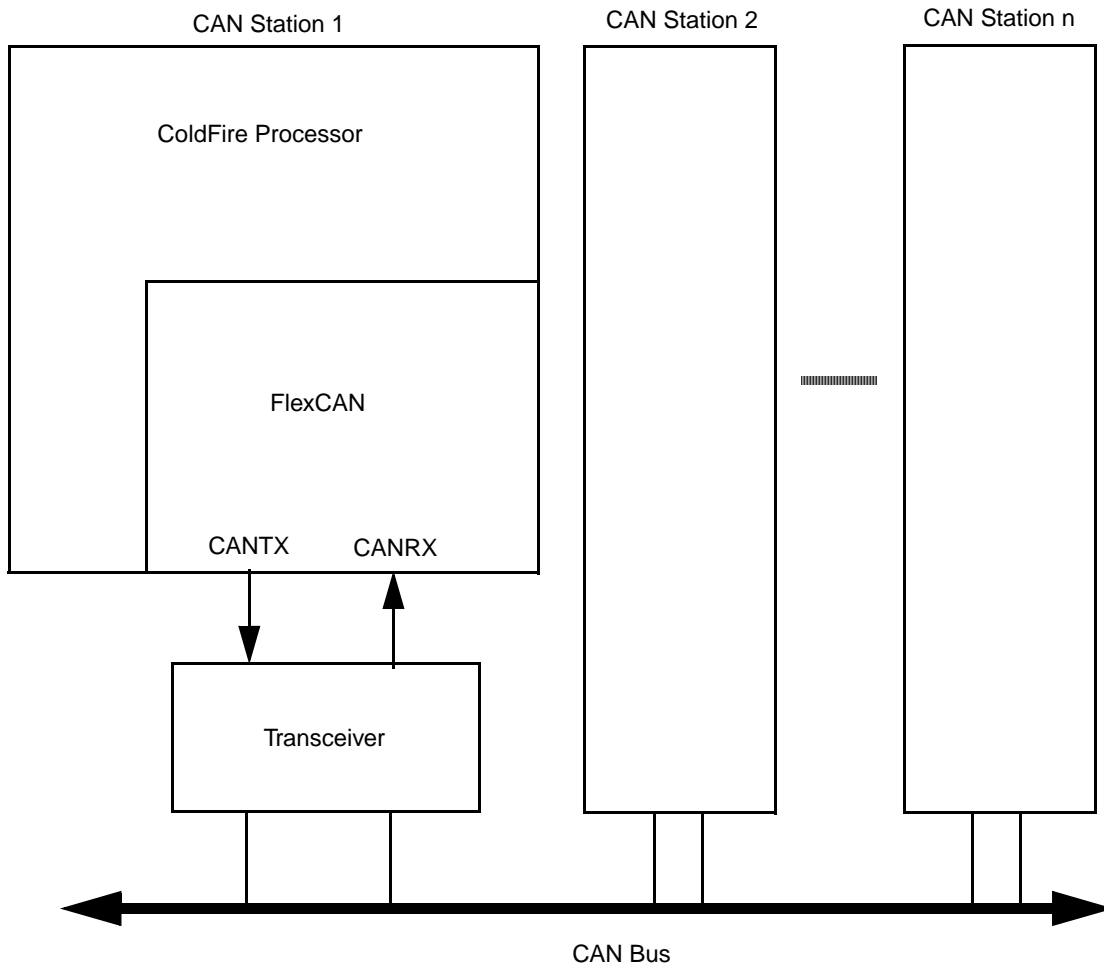 CAN Station 1
CAN Station 2
CAN Station n
ColdFire Processor
FlexCAN
CANTX
CANRX
Transceiver
CAN Bus